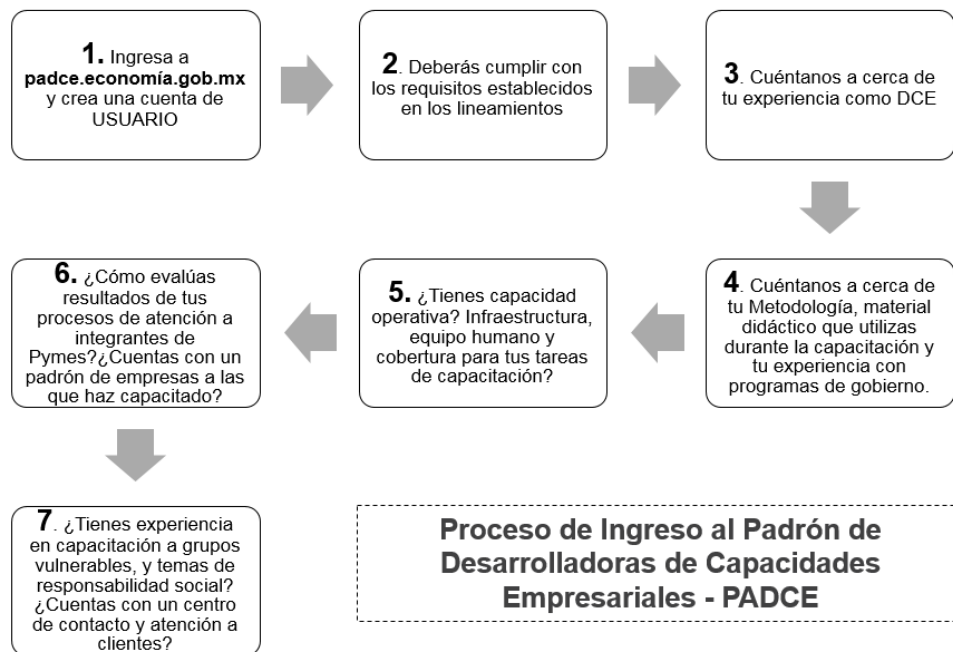 1. Ingresa a
padce.economía.gob.mx
y crea una cuenta de
USUARIO
2. Deberás cumplir con
los requisitos establecidos
en los lineamientos
3. Cuéntanos a cerca de
tu experiencia como DCE
4. Cuéntanos a cerca de
tu Metodología, material
didáctico que utilizas
durante la capacitación y
tu experiencia con
programas de gobierno.
5. ¿Tienes capacidad
operativa? Infraestructura,
equipo humano y
cobertura para tus tareas
de capacitación?
6. ¿Cómo evalúas
resultados de tus
procesos de atención a
integrantes de
Pymes?¿Cuentas con un
padrón de empresas a las
que haz capacitado?
7. ¿Tienes experiencia
en capacitación a grupos
vulnerables, y temas de
responsabilidad social?
¿Cuentas con un centro
de contacto y atención a
clientes?
Proceso de Ingreso al Padrón de
Desarrolladoras de Capacidades
Empresariales - PADCE